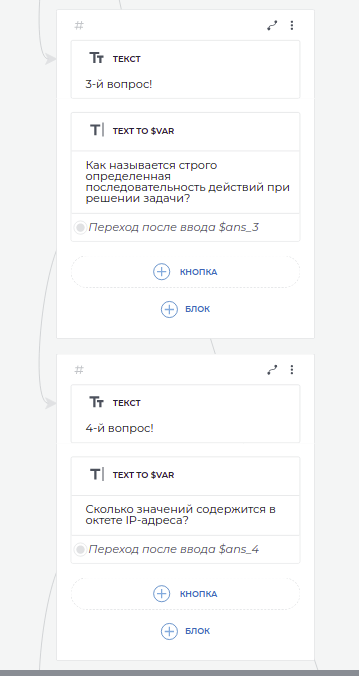 #
Тт ТЕКСТ
3-й вопрос!
T| TEXT TO $VAR
Как называется строго
определенная
последовательность действий при
решении задачи?
Переход после ввода $ans_3
КНОПКА
БЛОК
#
Тт ТЕКСТ
4-й вопрос!
T| TEXT TO $VAR
Сколько значений содержится в
октете IP-адреса?
Переход после ввода $ans_4
КНОПКА
БЛОК